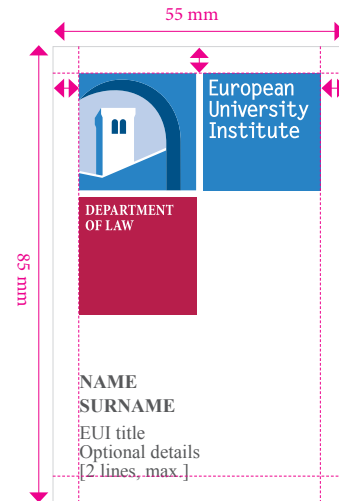 55 mm
European
University
Institute
DEPARTMENT
OF LAW
85 mm
NAME
SURNAME
EUI title
Optional details
[2 lines, max.]